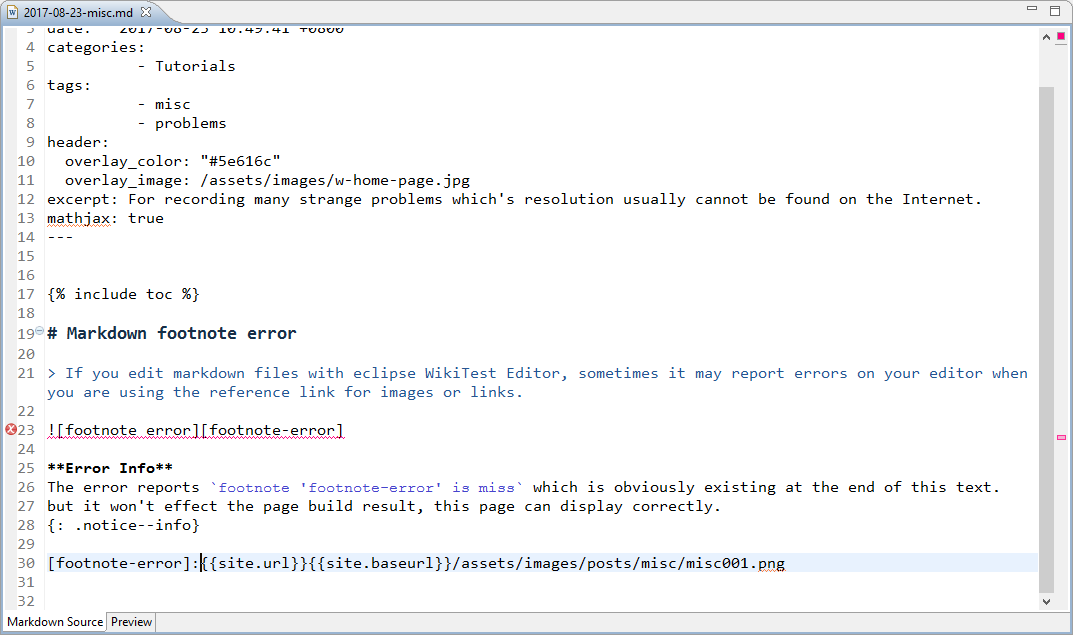 2017-08-23-misc.md
3 date: 2017-08-23 10:49:41 +0800
4 categories:
5 - Tutorials
6 tags:
7 - misc
8 - problems
9 header:
10 overlay_color: "#5e616c"
11 overlay_image: /assets/images/w-home-page.jpg
12 excerpt: For recording many strange problems which's resolution usually cannot be found on the Internet.
13 mathjax: true
14 ---
15
16
17 {% include toc %}
18
19 # Markdown footnote error
20
21 > If you edit markdown files with eclipse WikiTest Editor, sometimes it may report errors on your editor when
you are using the reference link for images or links.
22
23 ![footnote error][footnote-error]
24
25 **Error Info**
26 The error reports `footnote 'footnote-error' is miss` which is obviously existing at the end of this text.
27 but it won't effect the page build result, this page can display correctly.
28 {: .notice--info}
29
30 [footnote-error]:{{site.url}}{{site.baseurl}}/assets/images/posts/misc/misc001.png
31
32
Markdown Source Preview